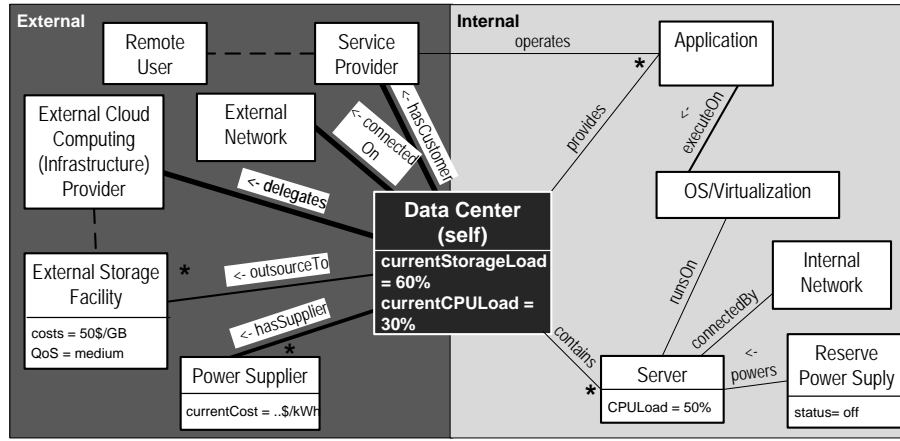 External
Internal
Remote
User
Service
Provider
operates
*
Application
External Cloud
Computing
(Infrastructure)
Provider
External
Network
<- connected
On
<- hasCustomer
provides
<-
executeOn
<- delegates
Data Center
(self)
currentStorageLoad
= 60%
currentCPULoad =
30%
OS/Virtualization
External Storage
Facility
costs = 50$/GB
QoS = medium
*
<- outsourceTo
runsOn
Internal
Network
<- hasSupplier
*
connectedBy
contains
*
Power Supplier
currentCost = ..$/kWh
Server
CPULoad = 50%
<-
powers
Reserve
Power Suply
status= off